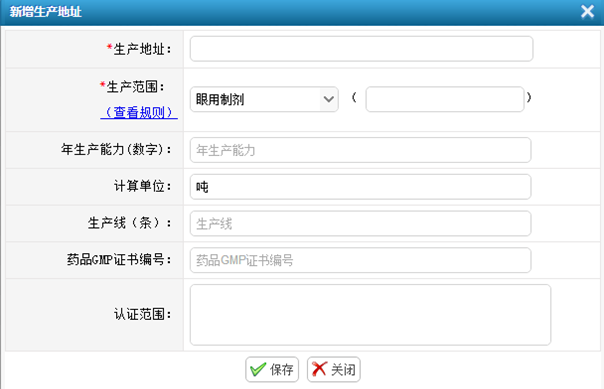 新增生产地址
*生产地址：
*生产范围：
（查看规则）
眼用制剂 （ ）
年生产能力(数字)： 年生产能力
计算单位： 吨
生产线（条）： 生产线
药品GMP证书编号： 药品GMP证书编号
认证范围：
保存 关闭